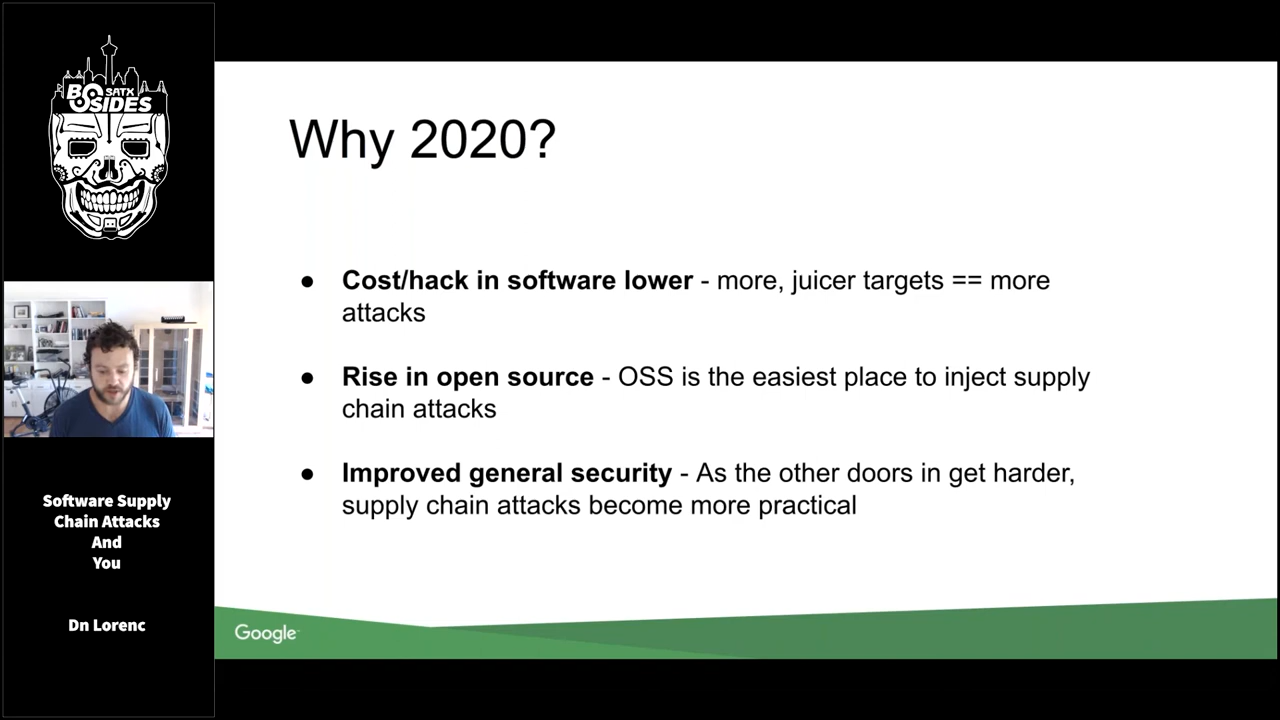 BSIDES
SATX
Software Supply
Chain Attacks
And
You
Dn Lorenc
Why 2020?
● Cost/hack in software lower - more, juicer targets == more
attacks
● Rise in open source - OSS is the easiest place to inject supply
chain attacks
● Improved general security - As the other doors in get harder,
supply chain attacks become more practical
Google